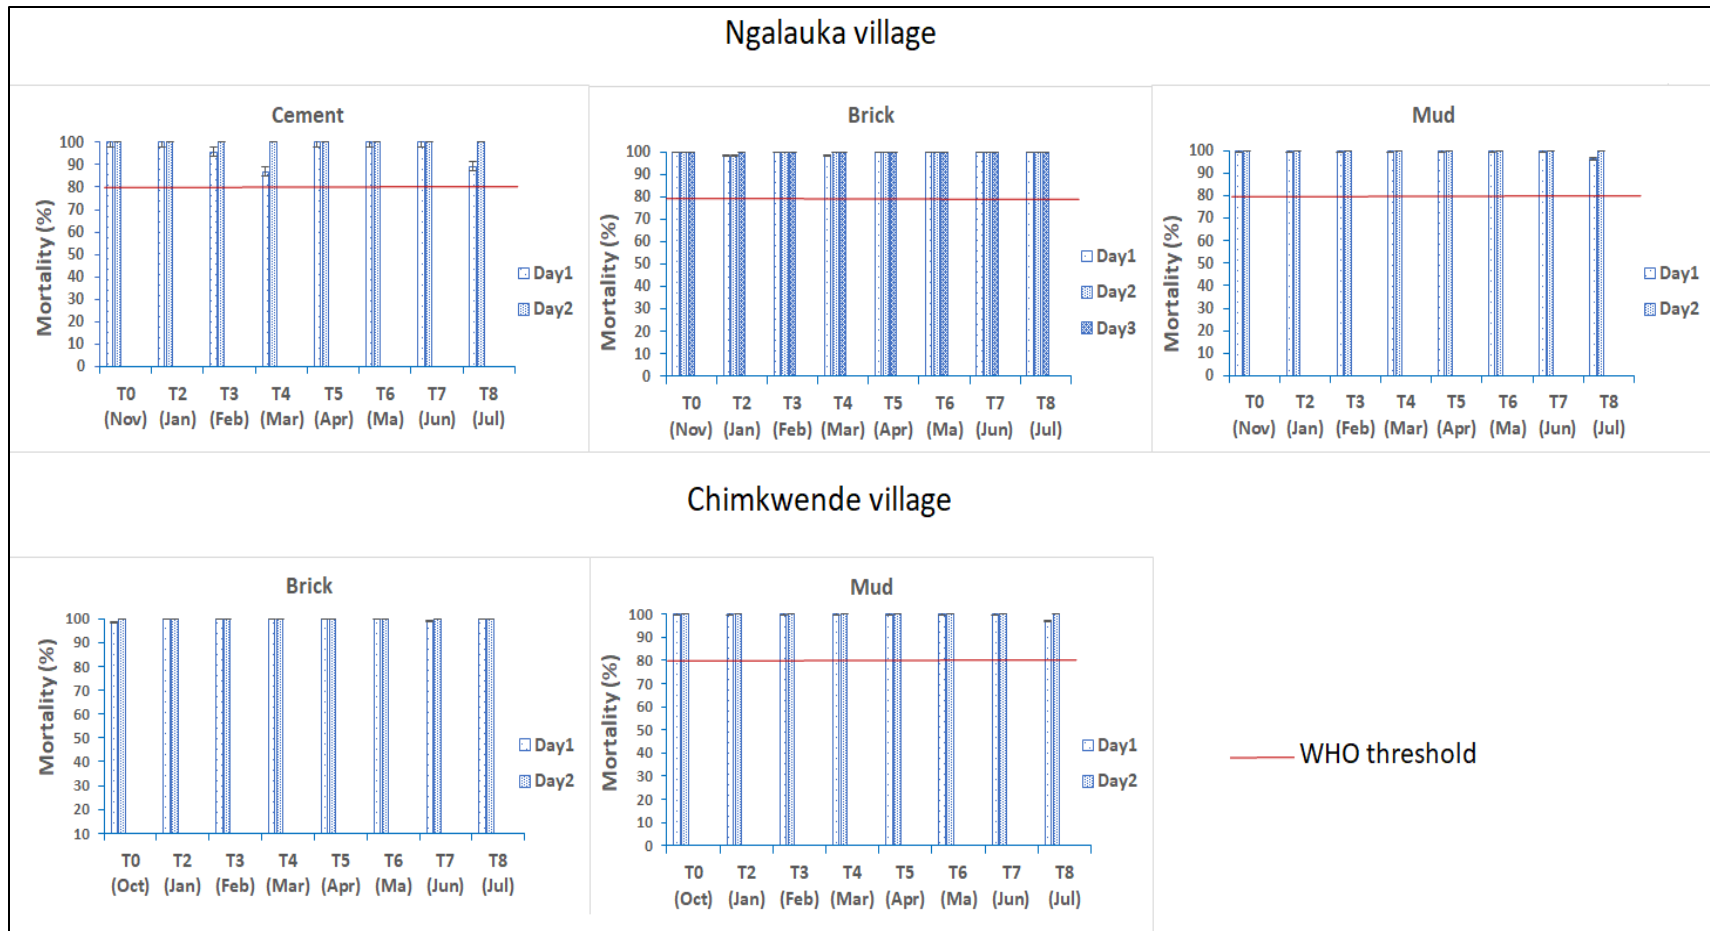 Ngalauka village
Cement
Mortality (%)
100
90
80
70
60
50
40
30
20
10
0
T0 T2 T3 T4 T5 T6 T7 T8
(Nov) (Jan) (Feb) (Mar) (Apr) (Ma) (Jun) (Jul)
Day1
Day2
Brick
Mortality (%)
100
90
80
70
60
50
40
30
20
10
0
T0 T2 T3 T4 T5 T6 T7 T8
(Nov) (Jan) (Feb) (Mar) (Apr) (Ma) (Jun) (Jul)
Day1
Day2
Day3
Mud
Mortality (%)
100
90
80
70
60
50
40
30
20
10
0
T0 T2 T3 T4 T5 T6 T7 T8
(Nov) (Jan) (Feb) (Mar) (Apr) (Ma) (Jun) (Jul)
Day1
Day2
Chimkwende village
Brick
Mortality (%)
100
90
80
70
60
50
40
30
20
10
T0 T2 T3 T4 T5 T6 T7 T8
(Oct) (Jan) (Feb) (Mar) (Apr) (Ma) (Jun) (Jul)
Day1
Day2
Mud
Mortality (%)
100
90
80
70
60
50
40
30
20
10
0
T0 T2 T3 T4 T5 T6 T7 T8
(Oct) (Jan) (Feb) (Mar) (Apr) (Ma) (Jun) (Jul)
Day1
Day2
WHO threshold